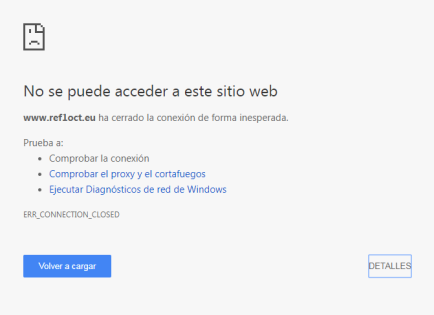 No se puede acceder a este sitio web
www.ref1oct.eu ha cerrado la conexión de forma inesperada.
Prueba a:
Comprobar la conexión
Comprobar el proxy y el cortafuegos
Ejecutar Diagnósticos de red de Windows
ERR_CONNECTION_CLOSED
Volver a cargar
DETALLES